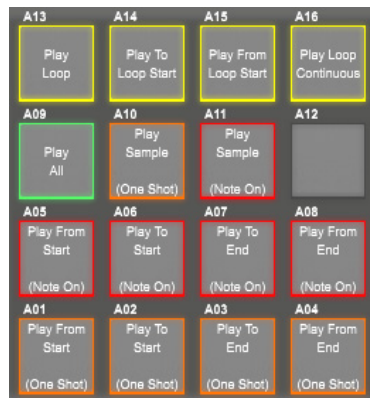 A13 A14 A15 A16
Play Play To Play From Play Loop
Loop Loop Start Loop Start Continuous
A09 A10 A11 A12
Play Play
Play Sample Sample
All
(One Shot) (Note On)
A05 A06 A07 A08
Play From Play To Play To Play From
Start Start End End
(Note On) (Note On) (Note On) (Note On)
A01 A02 A03 A04
Play From Play To Play To Play From
Start Start End End
(One Shot) (One Shot) (One Shot) (One Shot)